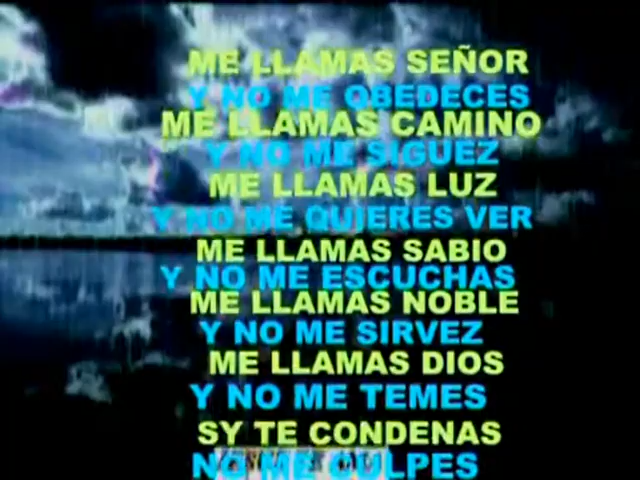 ME LLAMAS SEÑOR
Y NO ME OBEDECES
ME LLAMAS CAMINO
Y NO ME SIGUEZ
ME LLAMAS LUZ
Y NO ME QUIERES VER
ME LLAMAS SABIO
Y NO ME ESCUCHAS
ME LLAMAS NOBLE
Y NO ME SIRVEZ
ME LLAMAS DIOS
Y NO ME TEMES
SY TE CONDENAS
NO ME CULPES